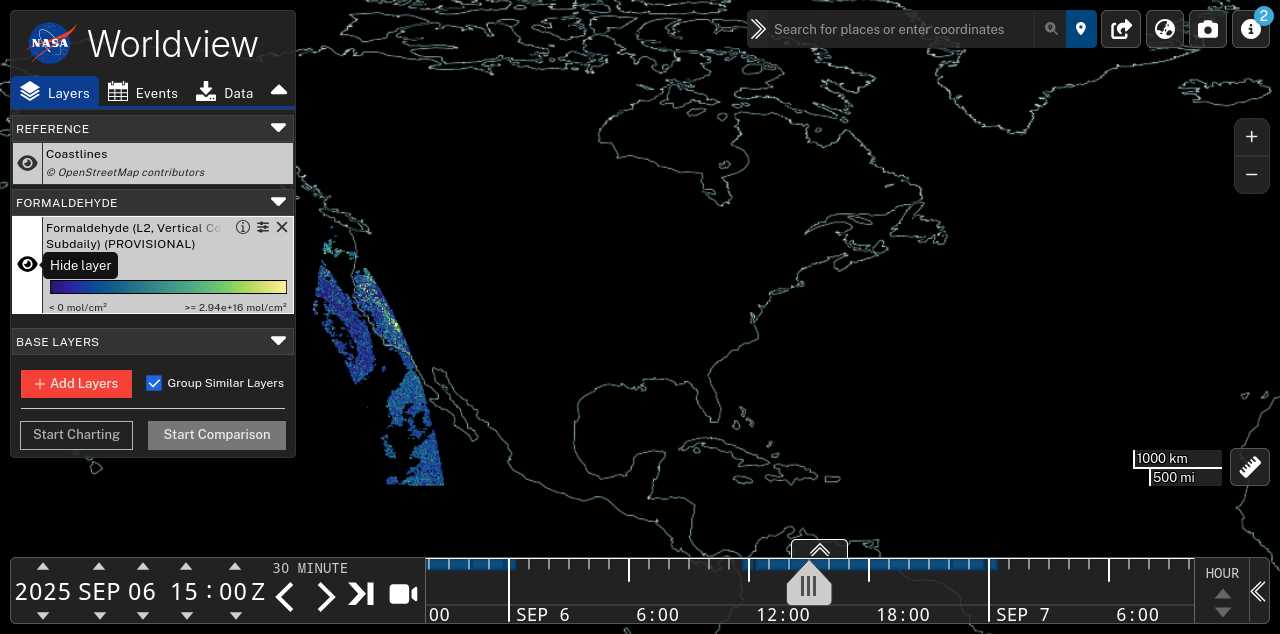 NASA
Worldview
Search for places or enter coordinates
2
Layers
Events
Data
REFERENCE
Coastlines
© OpenStreetMap contributors
FORMALDEHYDE
Formaldehyde (L2, Vertical Co
Subdaily) (PROVISIONAL)
Hide layer
< 0 mol/cm²
>= 2.94e+16 mol/cm²
BASE LAYERS
+ Add Layers
Group Similar Layers
Start Charting
Start Comparison
1000 km
500 mi
2025 SEP 06 15 : 00 Z
30 MINUTE
00
SEP 6
6:00
12:00
18:00
SEP 7
6:00
HOUR